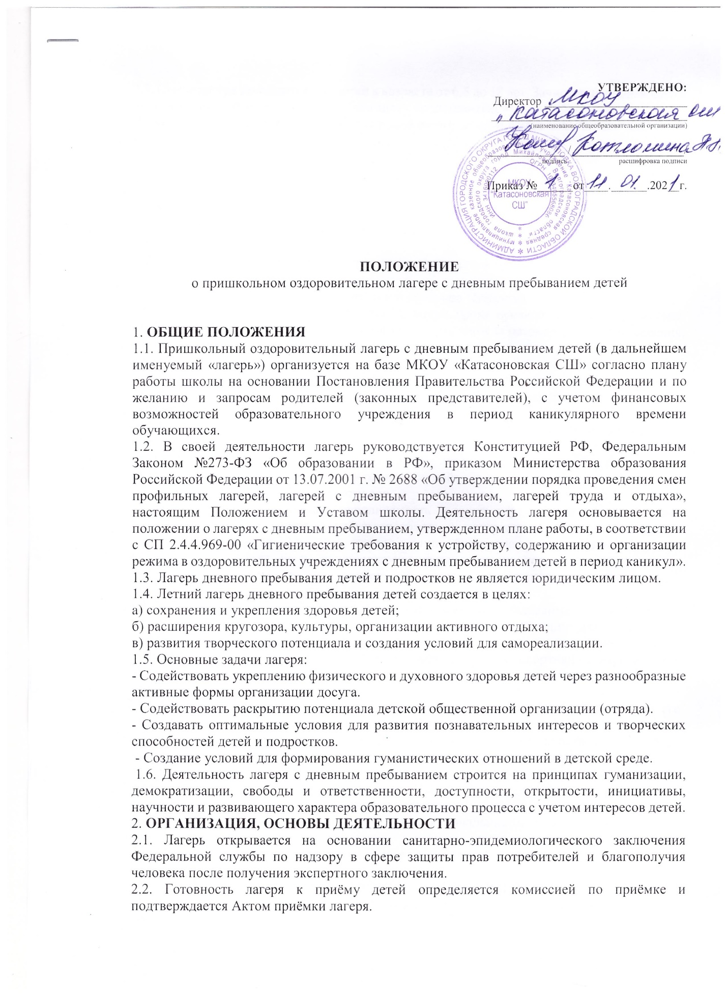 УТВЕРЖДЕНО:
Директор МКОУ
"Катасоновская СШ
(наименование общеобразовательной организации)
/
подпись расшифровка подписи
Приказ № 1 от 11.01.2021 г.
АДМИНИСТРАЦИЯ ГОРОДСКОГО ОКРУГА ГОРОД МИХАЙЛОВКА ВОЛГОГРАДСКОЙ ОБЛАСТИ
МКОУ
"Катасоновская
СШ"
ПОЛОЖЕНИЕ
о пришкольном оздоровительном лагере с дневным пребыванием детей
1. ОБЩИЕ ПОЛОЖЕНИЯ
1.1. Пришкольный оздоровительный лагерь с дневным пребыванием детей (в дальнейшем
именуемый «лагерь») организуется на базе МКОУ «Катасоновская СШ» согласно плану
работы школы на основании Постановления Правительства Российской Федерации и по
желанию и запросам родителей (законных представителей), с учетом финансовых
возможностей образовательного учреждения в период каникулярного времени
обучающихся.
1.2. В своей деятельности лагерь руководствуется Конституцией РФ, Федеральным
Законом №273-ФЗ «Об образовании в РФ», приказом Министерства образования
Российской Федерации от 13.07.2001 г. № 2688 «Об утверждении порядка проведения смен
профильных лагерей, лагерей с дневным пребыванием, лагерей труда и отдыха»,
настоящим Положением и Уставом школы. Деятельность лагеря основывается на
положении о лагерях с дневным пребыванием, утвержденном плане работы, в соответствии
с СП 2.4.4.969-00 «Гигиенические требования к устройству, содержанию и организации
режима в оздоровительных учреждениях с дневным пребыванием детей в период каникул».
1.3. Лагерь дневного пребывания детей и подростков не является юридическим лицом.
1.4. Летний лагерь дневного пребывания детей создается в целях:
а) сохранения и укрепления здоровья детей;
б) расширения кругозора, культуры, организации активного отдыха;
в) развития творческого потенциала и создания условий для самореализации.
1.5. Основные задачи лагеря:
- Содействовать укреплению физического и духовного здоровья детей через разнообразные
активные формы организации досуга.
- Содействовать раскрытию потенциала детской общественной организации (отряда).
- Создавать оптимальные условия для развития познавательных интересов и творческих
способностей детей и подростков.
- Создание условий для формирования гуманистических отношений в детской среде.
1.6. Деятельность лагеря с дневным пребыванием строится на принципах гуманизации,
демократизации, свободы и ответственности, доступности, открытости, инициативы,
научности и развивающего характера образовательного процесса с учетом интересов детей.
2. ОРГАНИЗАЦИЯ, ОСНОВЫ ДЕЯТЕЛЬНОСТИ
2.1. Лагерь открывается на основании санитарно-эпидемиологического заключения
Федеральной службы по надзору в сфере защиты прав потребителей и благополучия
человека после получения экспертного заключения.
2.2. Готовность лагеря к приёму детей определяется комиссией по приёмке и
подтверждается Актом приёмки лагеря.